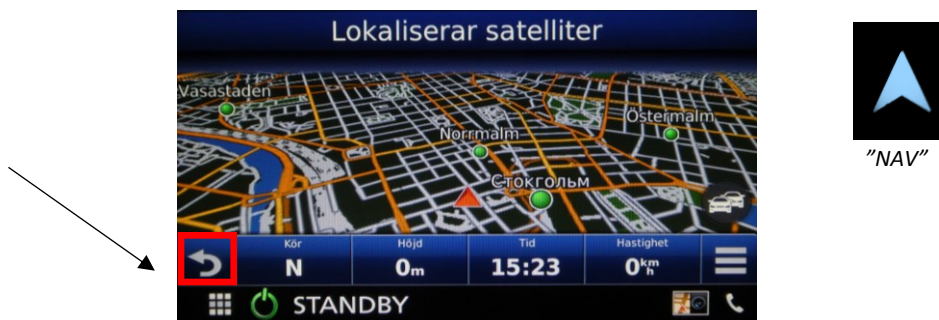 Lokaliserar satelliter
Vasastaden
Östermalm
Norrmalm
Стокгольм
Kör
Höjd
Tid
Hastighet
N
0m
15:23
0km/h
STANDBY
"NAV"